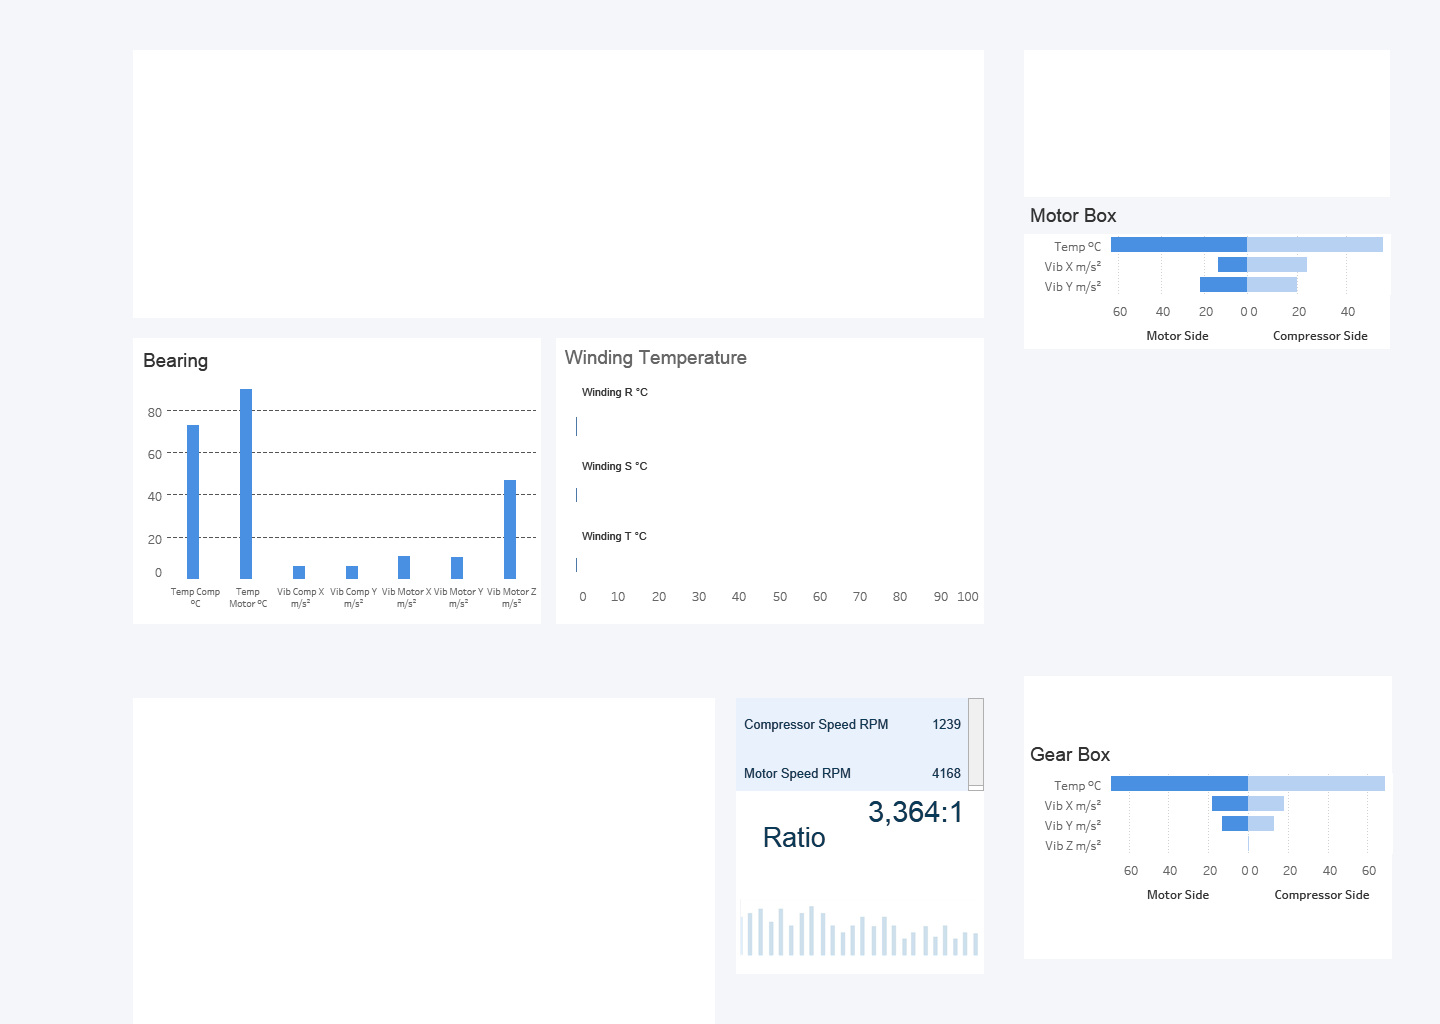 Motor Box
Temp ºC
Vib X m/s²
Vib Y m/s²
60 40 20 0 0 20 40
Motor Side Compressor Side
Bearing
80
60
40
20
0
Temp Comp ºC
Temp Motor ºC
Vib Comp X m/s²
Vib Comp Y m/s²
Vib Motor X m/s²
Vib Motor Y m/s²
Vib Motor Z m/s²
Winding Temperature
Winding R °C
Winding S °C
Winding T °C
0 10 20 30 40 50 60 70 80 90 100
Compressor Speed RPM 1239
Motor Speed RPM 4168
3,364:1
Ratio
Gear Box
Temp ºC
Vib X m/s²
Vib Y m/s²
Vib Z m/s²
60 40 20 0 0 20 40 60
Motor Side Compressor Side